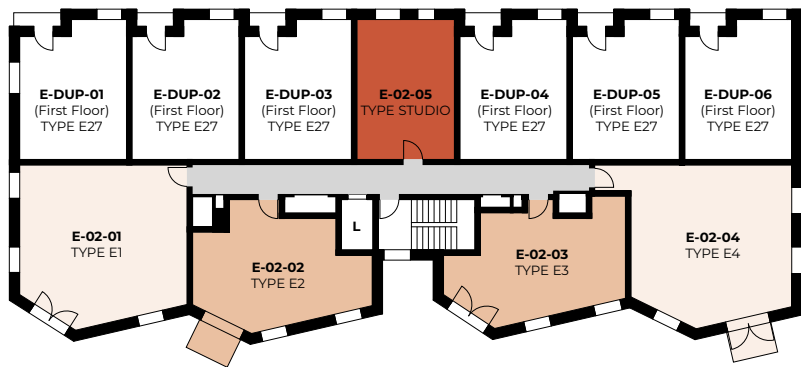 E-DUP-01
(First Floor)
TYPE E27
E-DUP-02
(First Floor)
TYPE E27
E-DUP-03
(First Floor)
TYPE E27
E-02-05
TYPE STUDIO
E-DUP-04
(First Floor)
TYPE E27
E-DUP-05
(First Floor)
TYPE E27
E-DUP-06
(First Floor)
TYPE E27
E-02-01
TYPE E1
E-02-02
TYPE E2
L
E-02-03
TYPE E3
E-02-04
TYPE E4